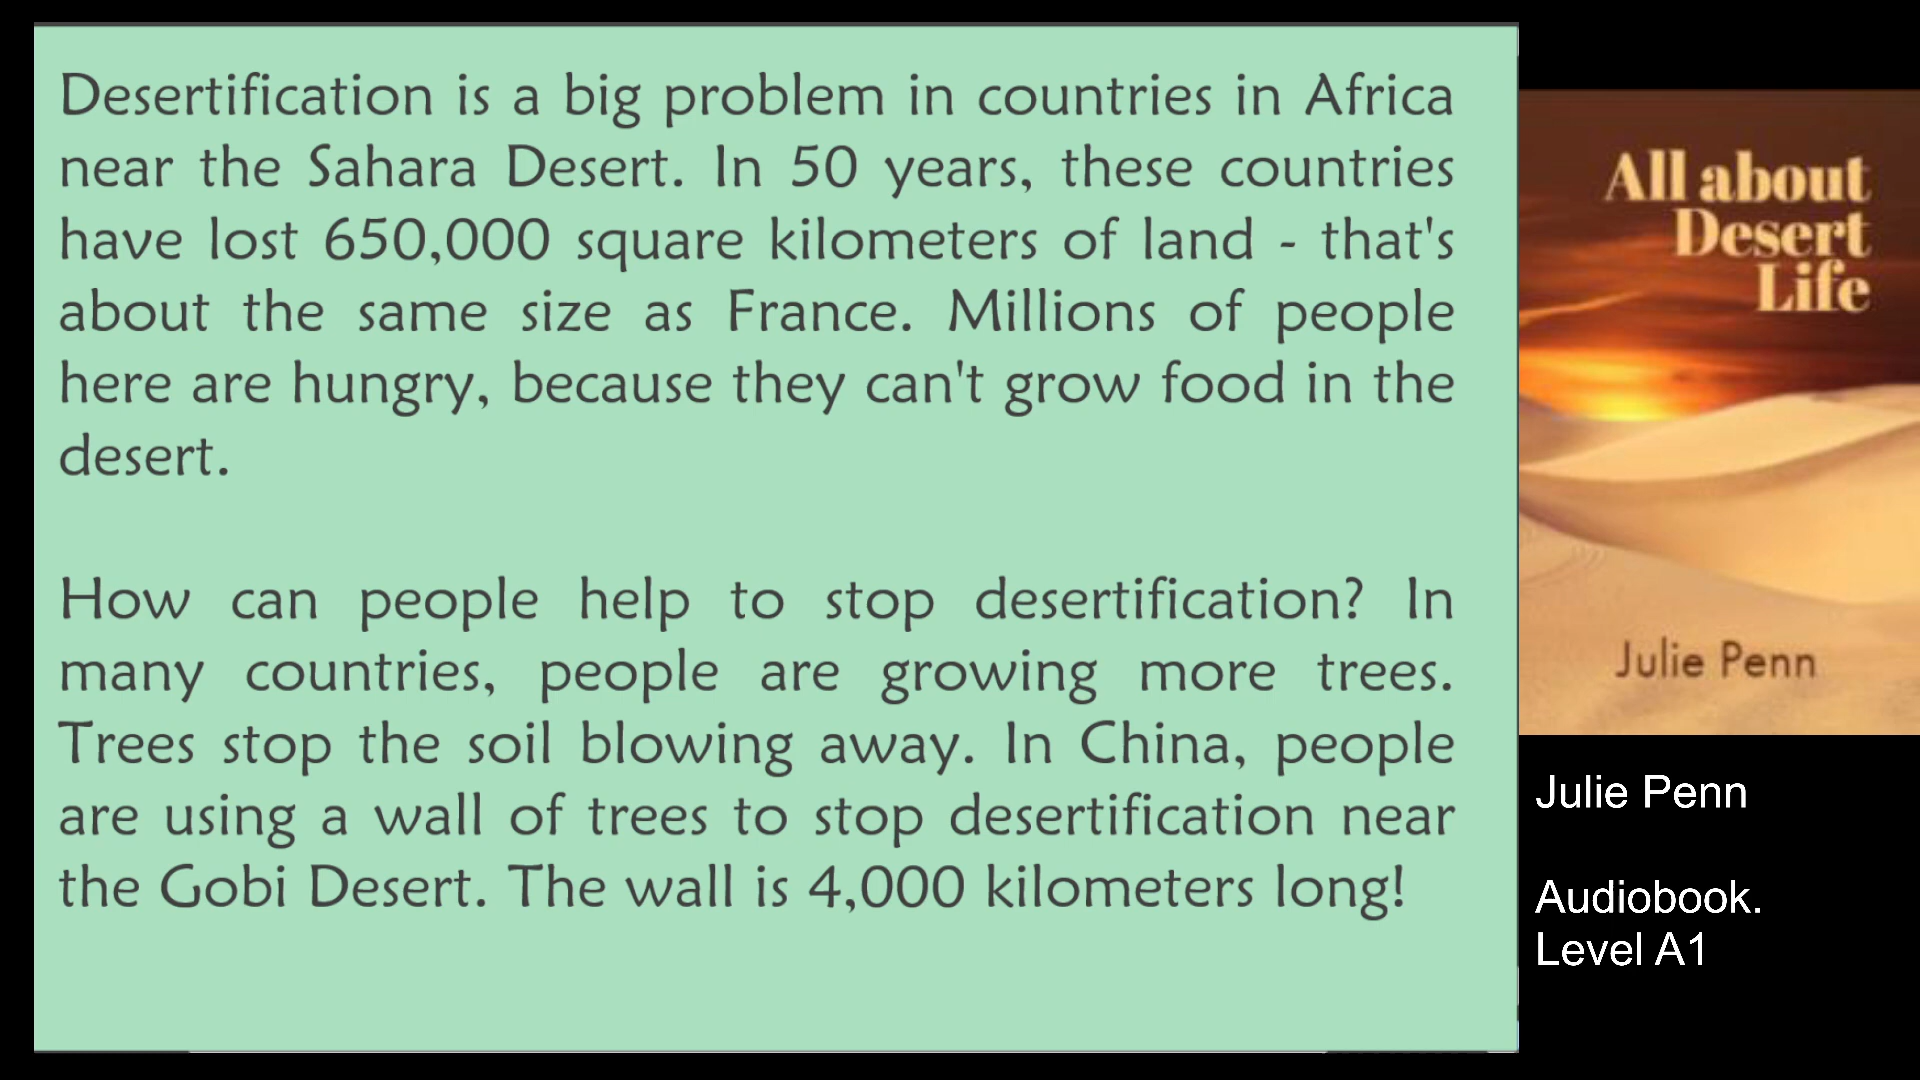 Desertification is a big problem in countries in Africa
near the Sahara Desert. In 50 years, these countries
have lost 650,000 square kilometers of land - that's
about the same size as France. Millions of people
here are hungry, because they can't grow food in the
desert.
How can people help to stop desertification? In
many countries, people are growing more trees.
Trees stop the soil blowing away. In China, people
are using a wall of trees to stop desertification near
the Gobi Desert. The wall is 4,000 kilometers long!
All about
Desert
Life
Julie Penn
Julie Penn
Audiobook.
Level A1